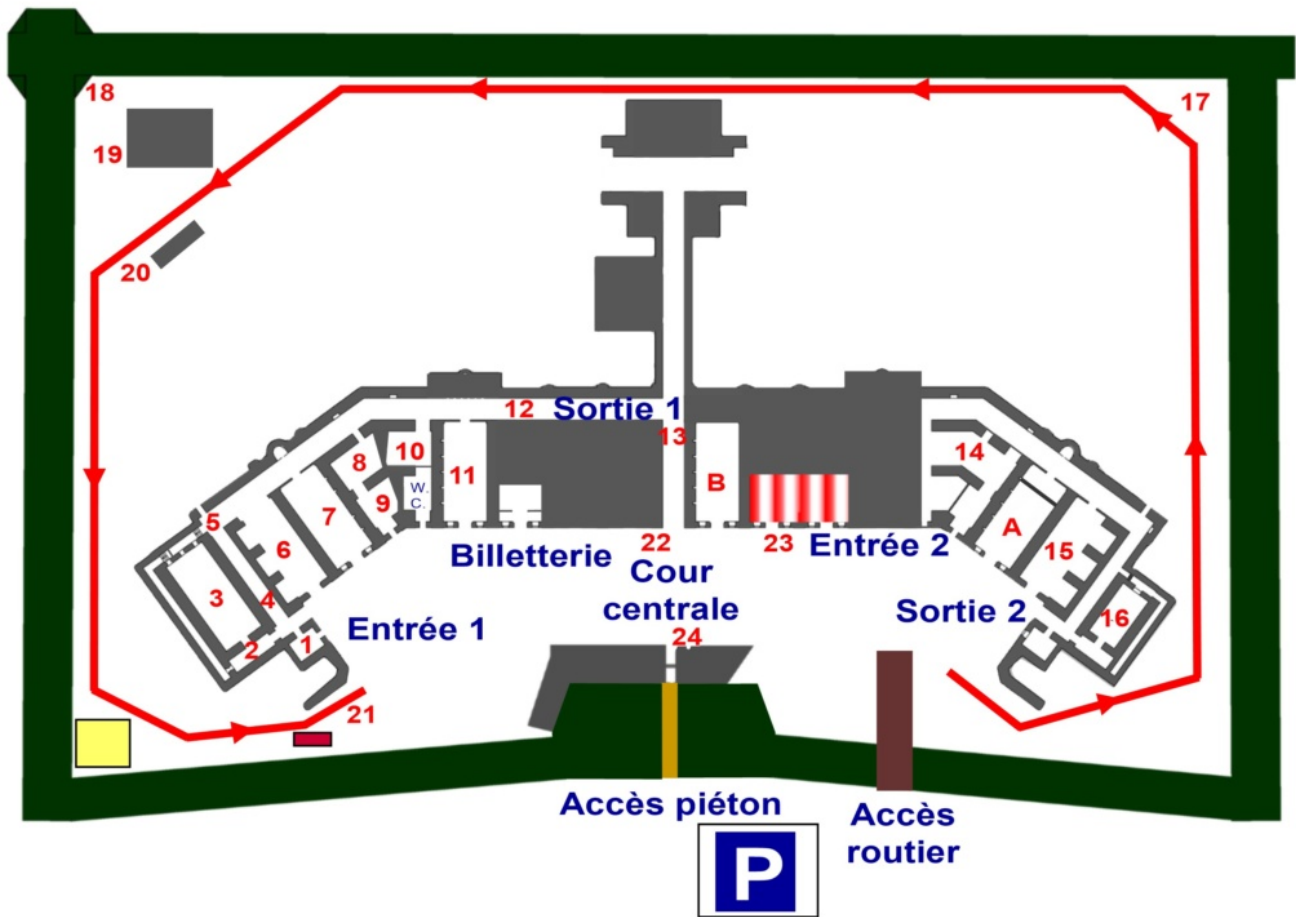 18
17
19
20
12
Sortie 1
13
14
8
10
11
B
W.
C.
9
7
A
5
6
15
22
23
Entrée 2
Billetterie
Cour
centrale
3
4
Sortie 2
16
Entrée 1
24
1
2
21
Accès piéton
Accès
routier
P